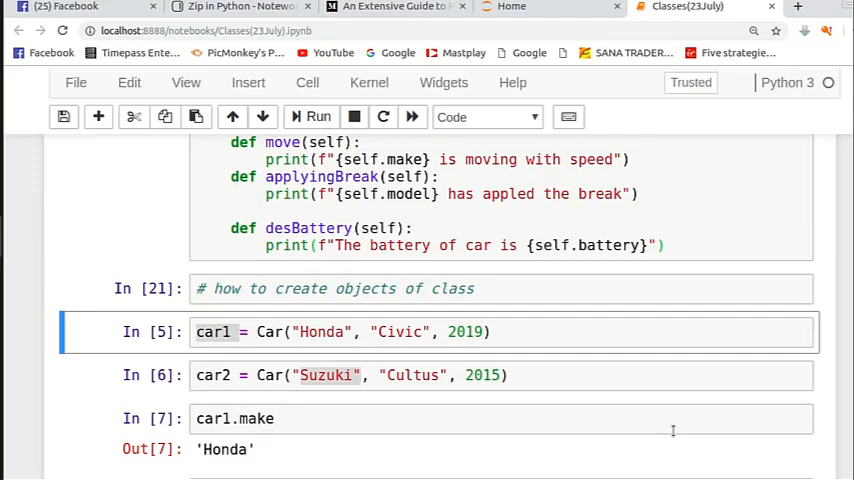 (25) Facebook
Zip in Python - Notewo
An Extensive Guide to P
Home
Classes(23July)
localhost:8888/notebooks/Classes(23July).ipynb
Facebook
Timepass Ente...
PicMonkey's P...
YouTube
Google
Mastplay
Google
SANA TRADER...
Five strategie...
File
Edit
View
Insert
Cell
Kernel
Widgets
Help
Trusted
Python 3
Run
Code
def move(self):
print(f"{self.make} is moving with speed")
def applyingBreak(self):
print(f"{self.model} has appled the break")
def desBattery(self):
print(f"The battery of car is {self.battery}")
In [21]: # how to create objects of class
In [5]: car1 = Car("Honda", "Civic", 2019)
In [6]: car2 = Car("Suzuki", "Cultus", 2015)
In [7]: car1.make
Out[7]: 'Honda'